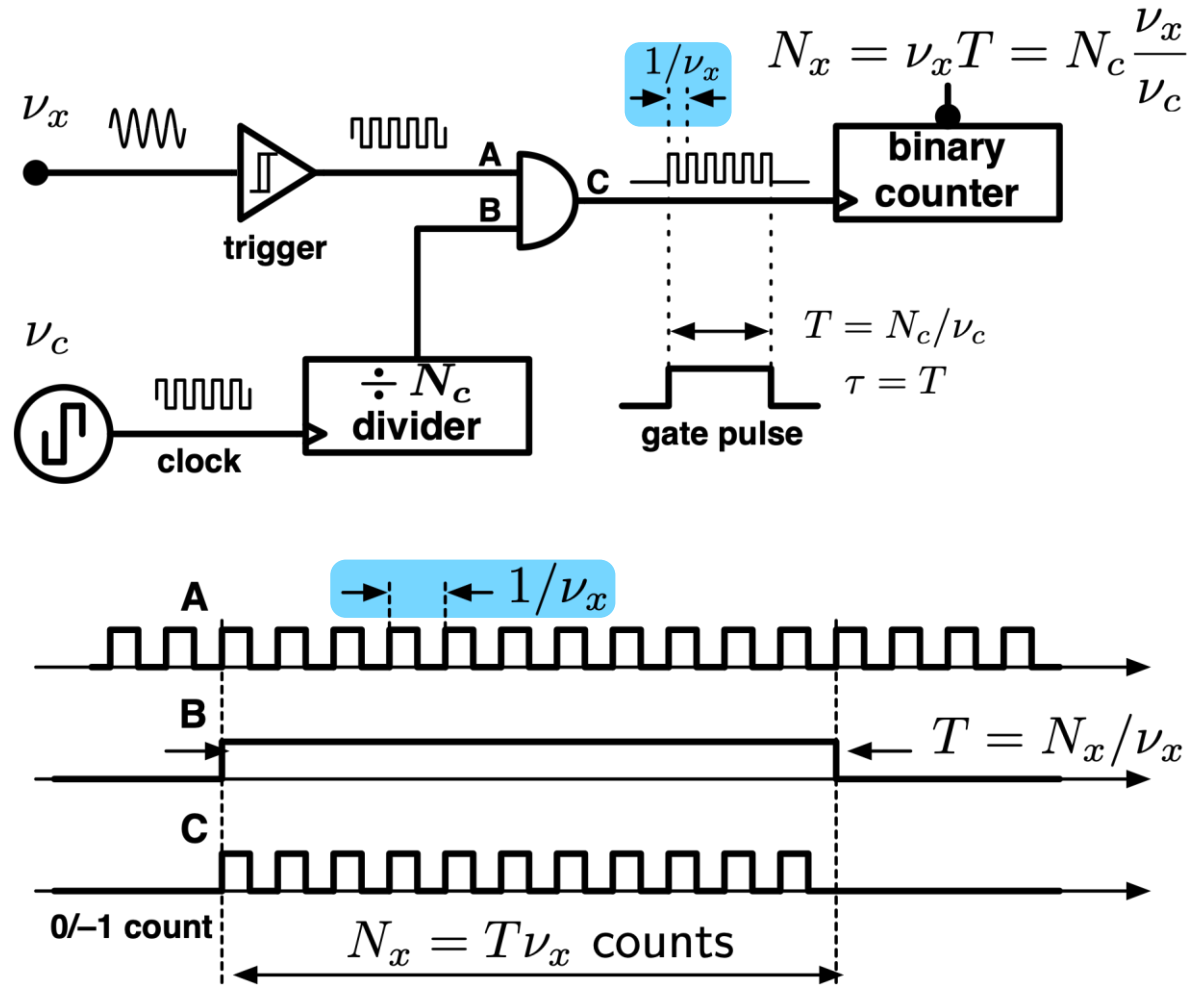 ν_x
trigger
A
B
C
1/ν_x
N_x = ν_x T = N_c ν_x/ν_c
binary
counter
ν_c
clock
÷ N_c
divider
T = N_c/ν_c
τ = T
gate pulse
A
1/ν_x
B
T = N_x/ν_x
C
0/–1 count
N_x = Tν_x counts